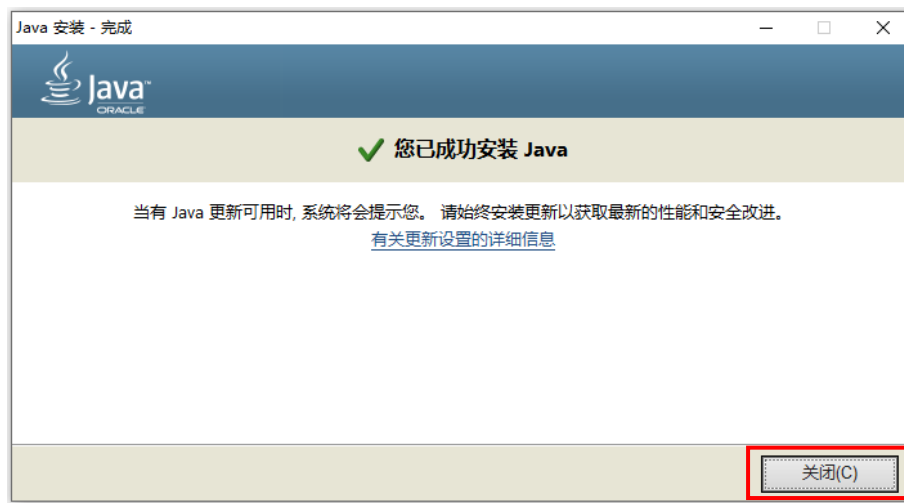 Java 安装 - 完成
Java™
ORACLE
您已成功安装 Java
当有 Java 更新可用时, 系统将会提示您。 请始终安装更新以获取最新的性能和安全改进。
有关更新设置的详细信息
关闭(C)